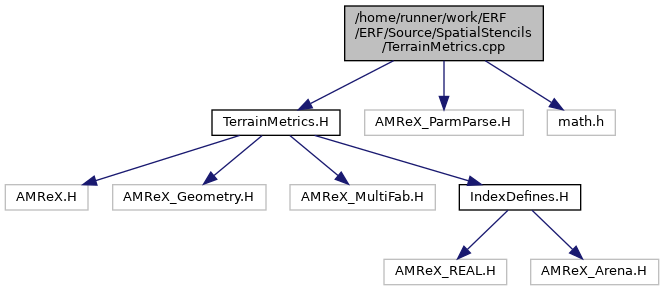 /home/runner/work/ERF
/ERF/Source/SpatialStencils
/TerrainMetrics.cpp
TerrainMetrics.H
AMReX_ParmParse.H
math.h
AMReX.H
AMReX_Geometry.H
AMReX_MultiFab.H
IndexDefines.H
AMReX_REAL.H
AMReX_Arena.H